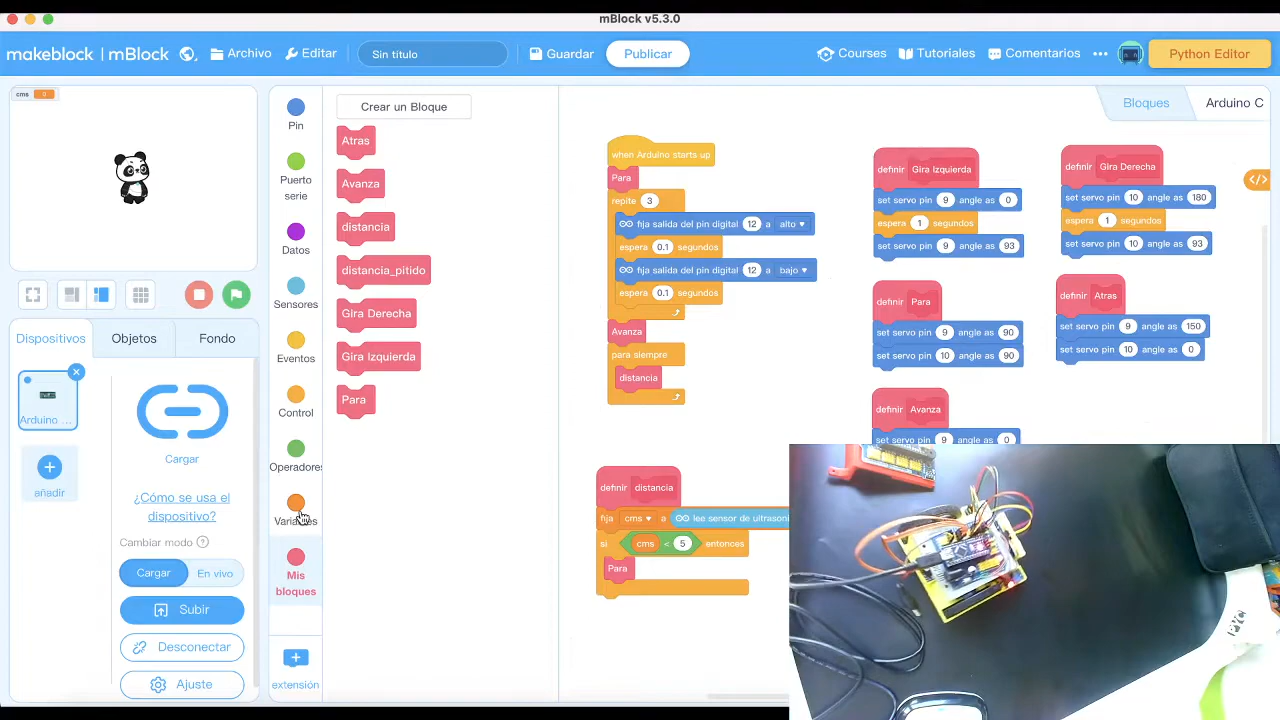 mBlock v5.3.0
makeblock | mBlock
Archivo
Editar
Sin título
Guardar
Publicar
Courses
Tutoriales
Comentarios
Python Editor
cms 0
Pin
Puerto
serie
Datos
Sensores
Eventos
Control
Operadores
Variables
Mis
bloques
extensión
Crear un Bloque
Atras
Avanza
distancia
distancia_pitido
Gira Derecha
Gira Izquierda
Para
Dispositivos
Objetos
Fondo
Arduino ...
añadir
Cargar
¿Cómo se usa el
dispositivo?
Cambiar modo
Cargar
En vivo
Subir
Desconectar
Ajuste
Bloques
Arduino C
when Arduino starts up
Para
repite 3
fija salida del pin digital 12 a alto
espera 0.1 segundos
fija salida del pin digital 12 a bajo
espera 0.1 segundos
Avanza
para siempre
distancia
definir distancia
fija cms a lee sensor de ultrasoni
si cms < 5 entonces
Para
definir Gira Izquierda
set servo pin 9 angle as 0
espera 1 segundos
set servo pin 9 angle as 93
definir Gira Derecha
set servo pin 10 angle as 180
espera 1 segundos
set servo pin 10 angle as 93
definir Para
set servo pin 9 angle as 90
set servo pin 10 angle as 90
definir Atras
set servo pin 9 angle as 150
set servo pin 10 angle as 0
definir Avanza
set servo pin 9 angle as 0